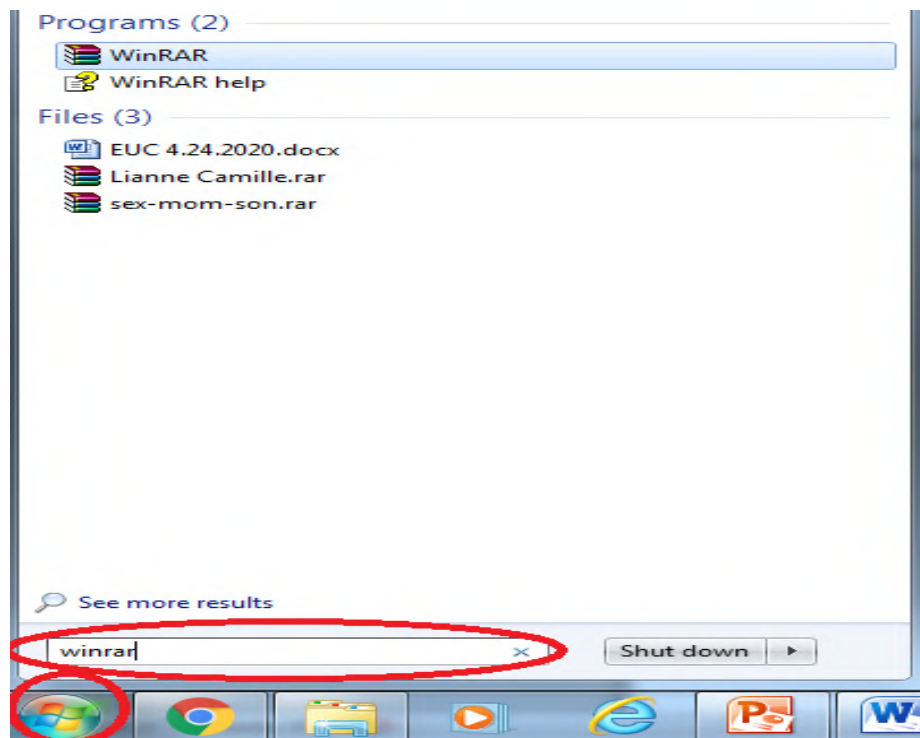 Programs (2)
WinRAR
WinRAR help
Files (3)
EUC 4.24.2020.docx
Lianne Camille.rar
sex-mom-son.rar
See more results
winrar
Shut down